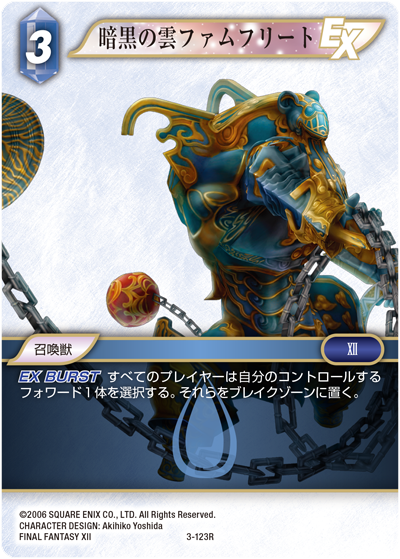 3
暗黒の雲ファムフリート
EX
召喚獣
XII
EX BURST すべてのプレイヤーは自分のコントロールする
フォワード１体を選択する。それらをブレイクゾーンに置く。
©2006 SQUARE ENIX CO., LTD. All Rights Reserved.
CHARACTER DESIGN: Akihiko Yoshida
FINAL FANTASY XII
3-123R